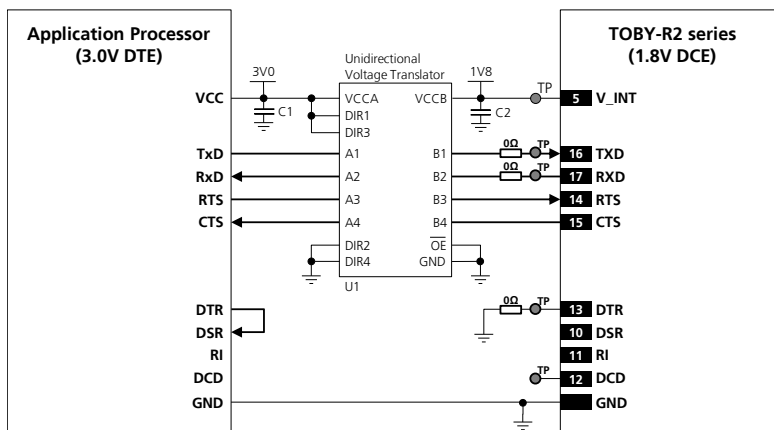 Application Processor
(3.0V DTE)
VCC
TxD
RxD
RTS
CTS
DTR
DSR
RI
DCD
GND
3V0
C1
Unidirectional
Voltage Translator
VCCA
DIR1
DIR3
A1
A2
A3
A4
DIR2
DIR4
VCCB
B1
B2
B3
B4
OE
GND
U1
1V8
C2
TP
0Ω
TP
0Ω
TP
0Ω
TP
TP
TOBY-R2 series
(1.8V DCE)
5 V_INT
16 TXD
17 RXD
14 RTS
15 CTS
13 DTR
10 DSR
11 RI
12 DCD
GND